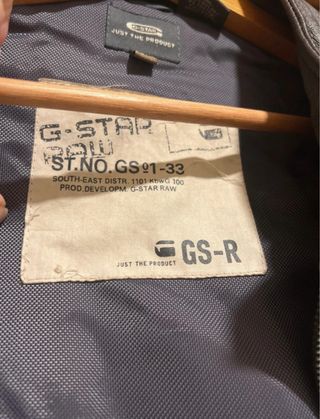 G-STAR
JUST THE PRODUCT
G-STAR
RAW
ST.NO.GS01-33
SOUTH-EAST DISTR. 1101 KBWG 100
PROD.DEVELOPM. G-STAR RAW
JUST THE PRODUCT
GS-R